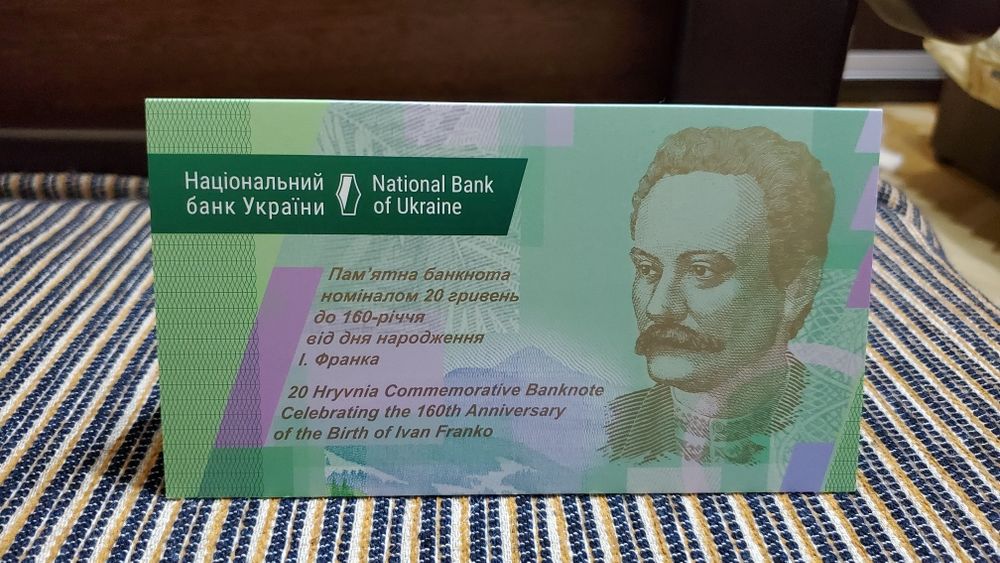 Національний
банк України
National Bank
of Ukraine
Пам'ятна банкнота
номіналом 20 гривень
до 160-річчя
від дня народження
І. Франка
20 Hryvnia Commemorative Banknote
Celebrating the 160th Anniversary
of the Birth of Ivan Franko